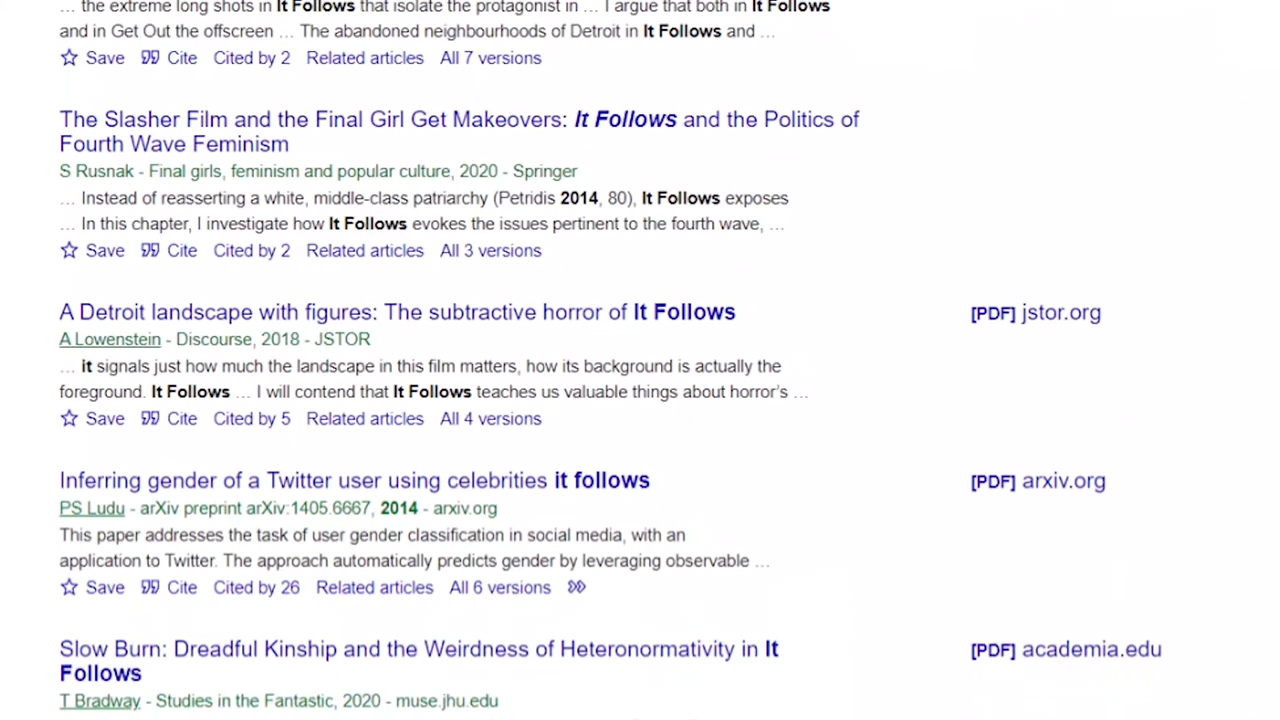 … the extreme long shots in It Follows that isolate the protagonist in … I argue that both in It Follows
and in Get Out the offscreen … The abandoned neighbourhoods of Detroit in It Follows and …
Save Cite Cited by 2 Related articles All 7 versions
The Slasher Film and the Final Girl Get Makeovers: It Follows and the Politics of
Fourth Wave Feminism
S Rusnak - Final girls, feminism and popular culture, 2020 - Springer
… Instead of reasserting a white, middle-class patriarchy (Petridis 2014, 80), It Follows exposes
… In this chapter, I investigate how It Follows evokes the issues pertinent to the fourth wave, …
Save Cite Cited by 2 Related articles All 3 versions
A Detroit landscape with figures: The subtractive horror of It Follows
[PDF] jstor.org
A Lowenstein - Discourse, 2018 - JSTOR
… it signals just how much the landscape in this film matters, how its background is actually the
foreground. It Follows … I will contend that It Follows teaches us valuable things about horror's …
Save Cite Cited by 5 Related articles All 4 versions
Inferring gender of a Twitter user using celebrities it follows
[PDF] arxiv.org
PS Ludu - arXiv preprint arXiv:1405.6667, 2014 - arxiv.org
This paper addresses the task of user gender classification in social media, with an
application to Twitter. The approach automatically predicts gender by leveraging observable …
Save Cite Cited by 26 Related articles All 6 versions
Slow Burn: Dreadful Kinship and the Weirdness of Heteronormativity in It
Follows
[PDF] academia.edu
T Bradway - Studies in the Fantastic, 2020 - muse.jhu.edu